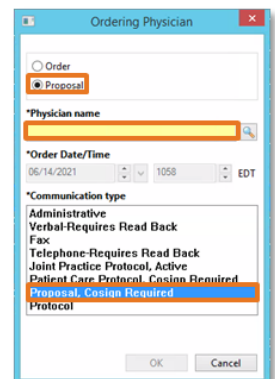 Ordering Physician
Order
Proposal
*Physician name
*Order Date/Time
06/14/2021 1058 EDT
*Communication type
Administrative
Verbal-Requires Read Back
Fax
Telephone-Requires Read Back
Joint Practice Protocol, Active
Patient Care Protocol, Cosign Required
Proposal, Cosign Required
Protocol
OK Cancel